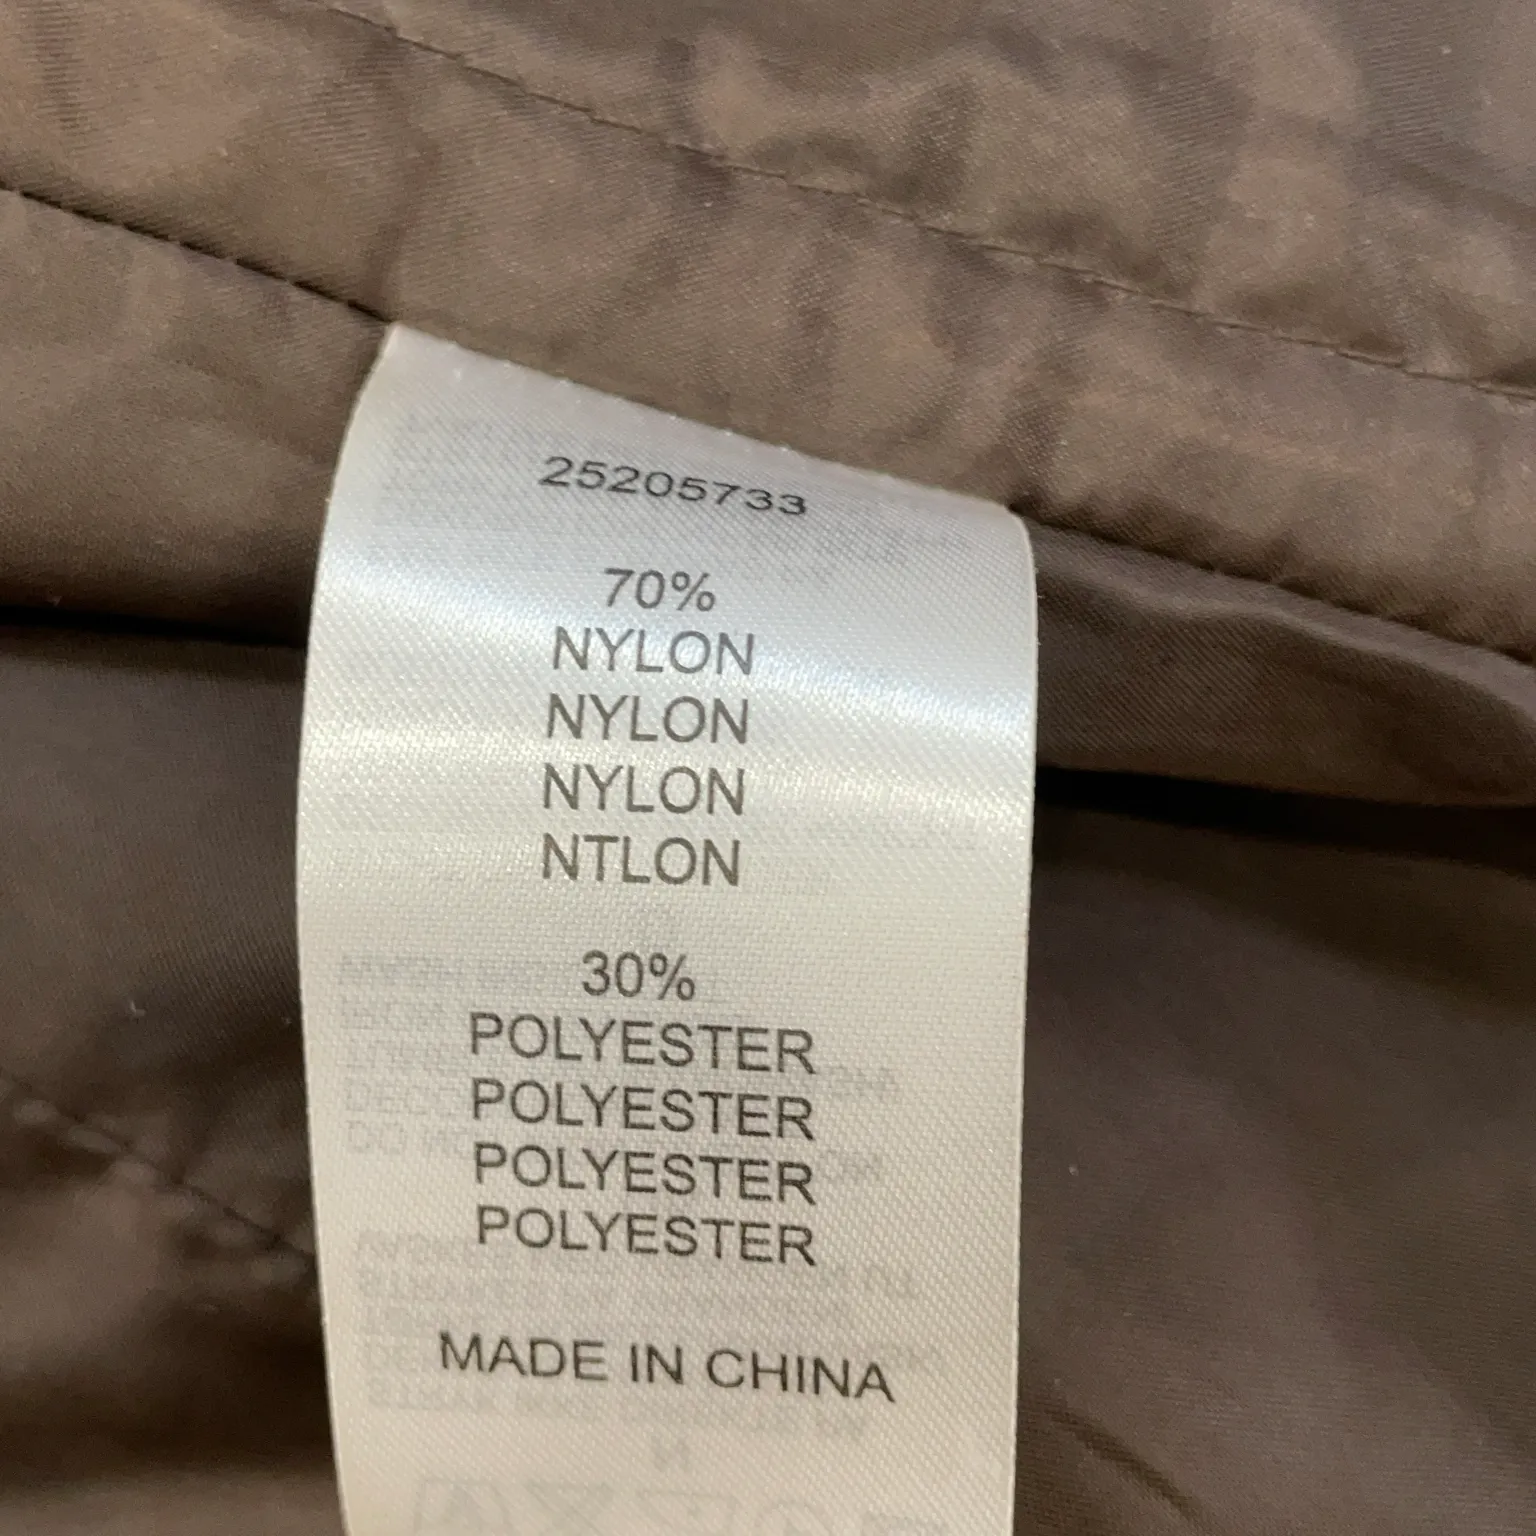 25205733
70%
NYLON
NYLON
NYLON
NTLON
30%
POLYESTER
POLYESTER
POLYESTER
POLYESTER
MADE IN CHINA